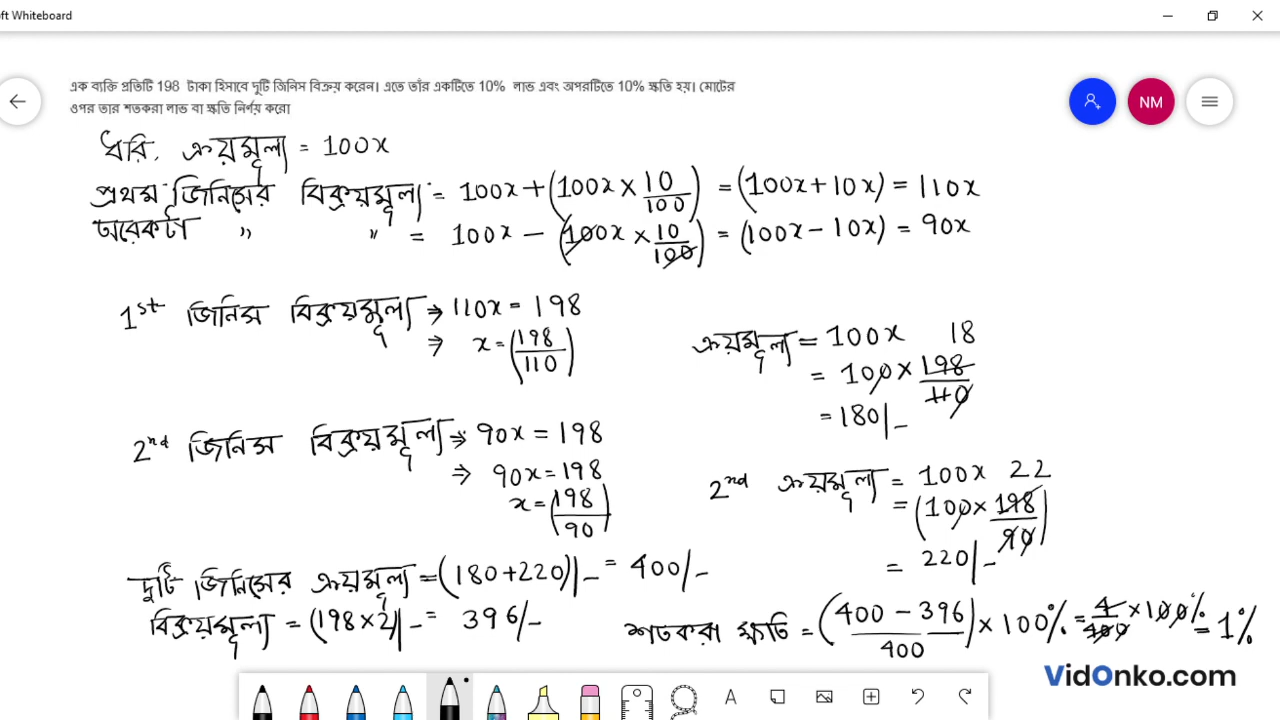 oft Whiteboard
এক ব্যক্তি প্রতিটি 198 টাকা হিসাবে দুটি জিনিস বিক্রয় করেন। এতে তাঁর একটিতে 10% লাভ এবং অপরটিতে 10% ক্ষতি হয়। মোটের
ওপর তার শতকরা লাভ বা ক্ষতি নির্ণয় করো
NM
ধরি, ক্রয়মূল্য = 100x
প্রথম জিনিসের বিক্রয়মূল্য = 100x + (100x × 10/100) = (100x + 10x) = 110x
আরেকটা " " = 100x - (100x × 10/100) = (100x - 10x) = 90x
1st জিনিস বিক্রয়মূল্য → 110x = 198
⇒ x = (198/110)
ক্রয়মূল্য = 100x 18
= 100 × 198/110
= 180/-
2nd জিনিস বিক্রয়মূল্য → 90x = 198
⇒ 90x = 198
x = (198/90)
2nd ক্রয়মূল্য = 100x 22
= (100 × 198/90)
= 220/-
দুটি জিনিসের ক্রয়মূল্য = (180+220)/- = 400/-
বিক্রয়মূল্য = (198 × 2)/- = 396/-
শতকরা ক্ষতি = (400 - 396/400) × 100% = 4/400 × 100% = 1%
VidOnko.com
A